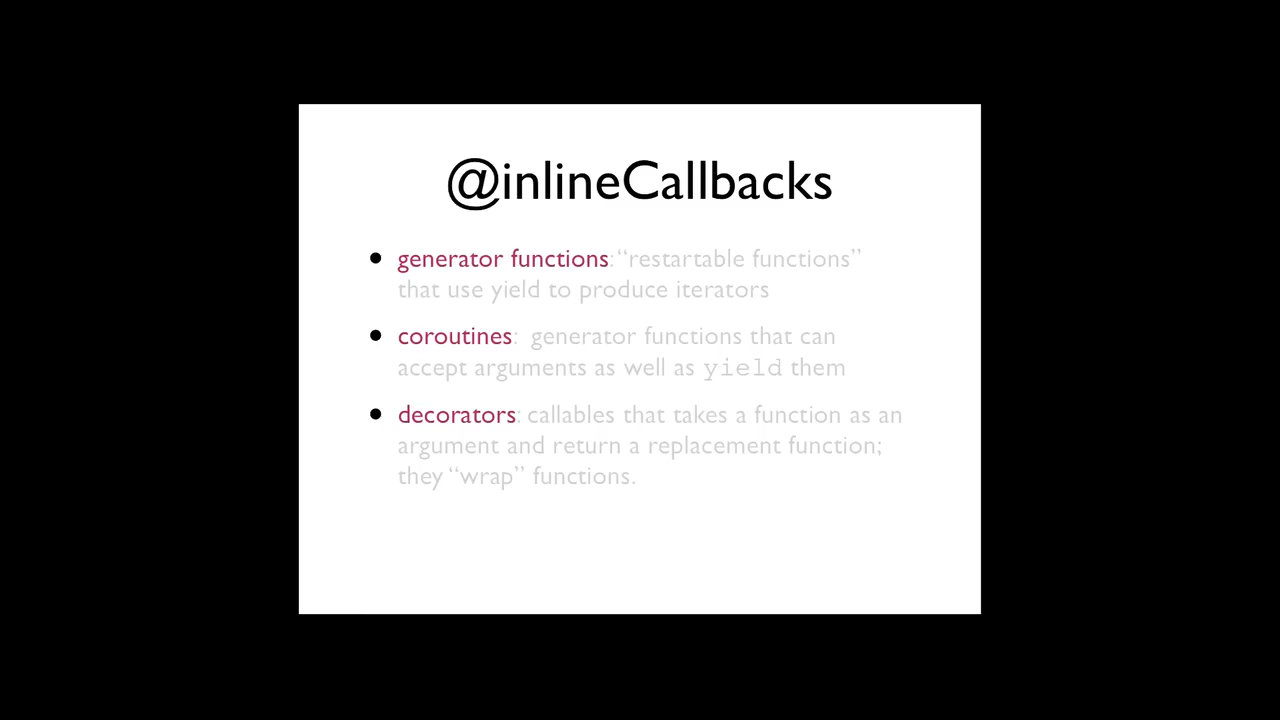 @inlineCallbacks
• generator functions: “restartable functions”
that use yield to produce iterators
• coroutines: generator functions that can
accept arguments as well as yield them
• decorators: callables that takes a function as an
argument and return a replacement function;
they “wrap” functions.